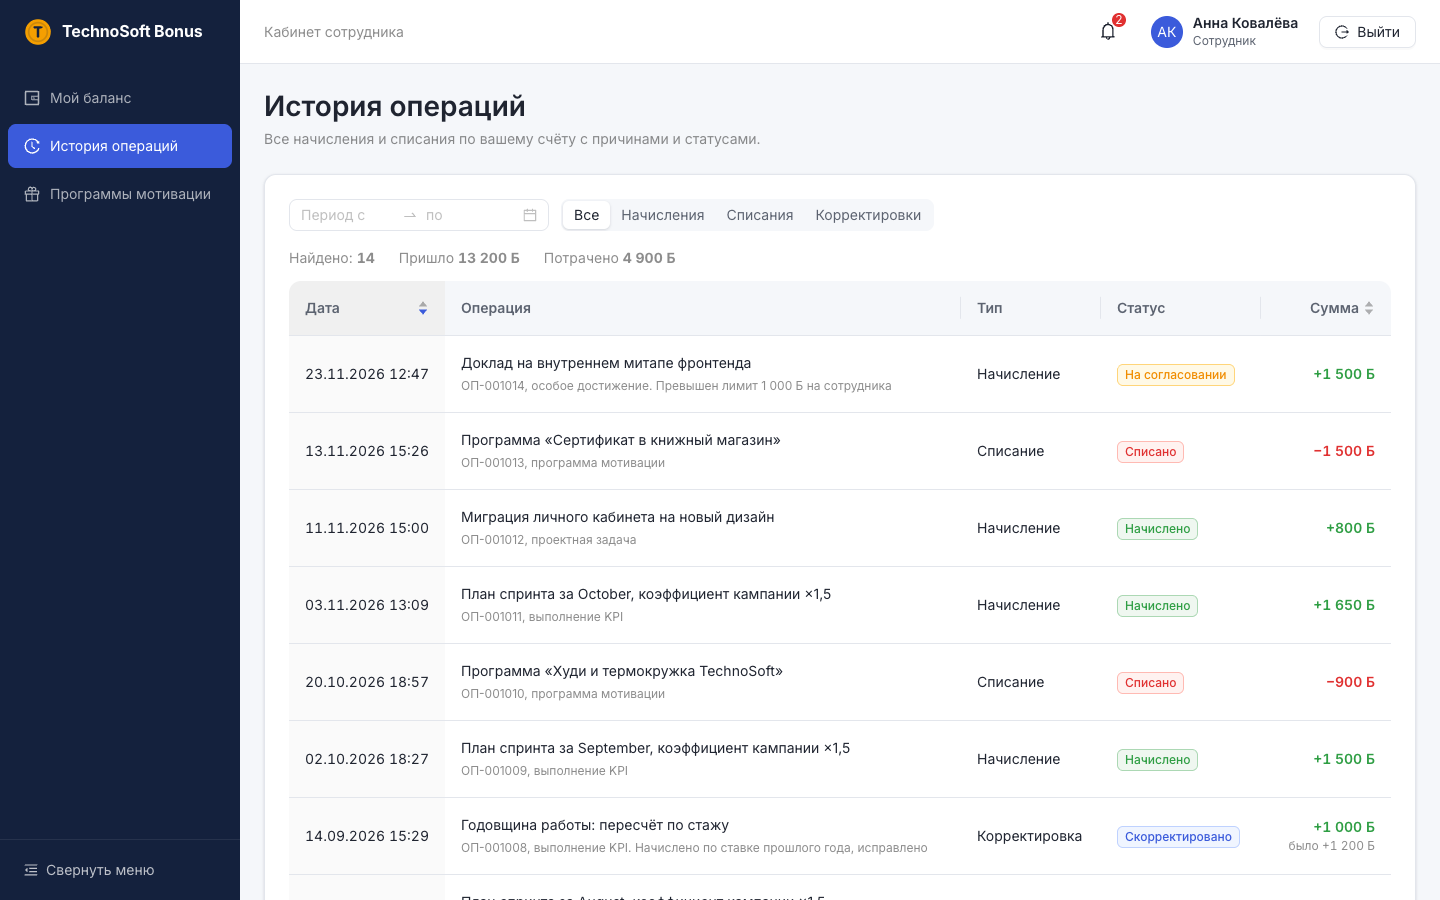 TechnoSoft Bonus
Мой баланс
История операций
Программы мотивации
Свернуть меню
Кабинет сотрудника
2
АК
Анна Ковалёва
Сотрудник
Выйти
История операций
Все начисления и списания по вашему счёту с причинами и статусами.
Период с → по
Все Начисления Списания Корректировки
Найдено: 14 Пришло 13 200 Б Потрачено 4 900 Б
Дата Операция Тип Статус Сумма
23.11.2026 12:47 Доклад на внутреннем митапе фронтенда Начисление На согласовании +1 500 Б
ОП-001014, особое достижение. Превышен лимит 1 000 Б на сотрудника
13.11.2026 15:26 Программа «Сертификат в книжный магазин» Списание Списано −1 500 Б
ОП-001013, программа мотивации
11.11.2026 15:00 Миграция личного кабинета на новый дизайн Начисление Начислено +800 Б
ОП-001012, проектная задача
03.11.2026 13:09 План спринта за October, коэффициент кампании ×1,5 Начисление Начислено +1 650 Б
ОП-001011, выполнение KPI
20.10.2026 18:57 Программа «Худи и термокружка TechnoSoft» Списание Списано −900 Б
ОП-001010, программа мотивации
02.10.2026 18:27 План спринта за September, коэффициент кампании ×1,5 Начисление Начислено +1 500 Б
ОП-001009, выполнение KPI
14.09.2026 15:29 Годовщина работы: пересчёт по стажу Корректировка Скорректировано +1 000 Б
ОП-001008, выполнение KPI. Начислено по ставке прошлого года, исправлено было +1 200 Б
План спринта за August, коэффициент кампании ×1,5